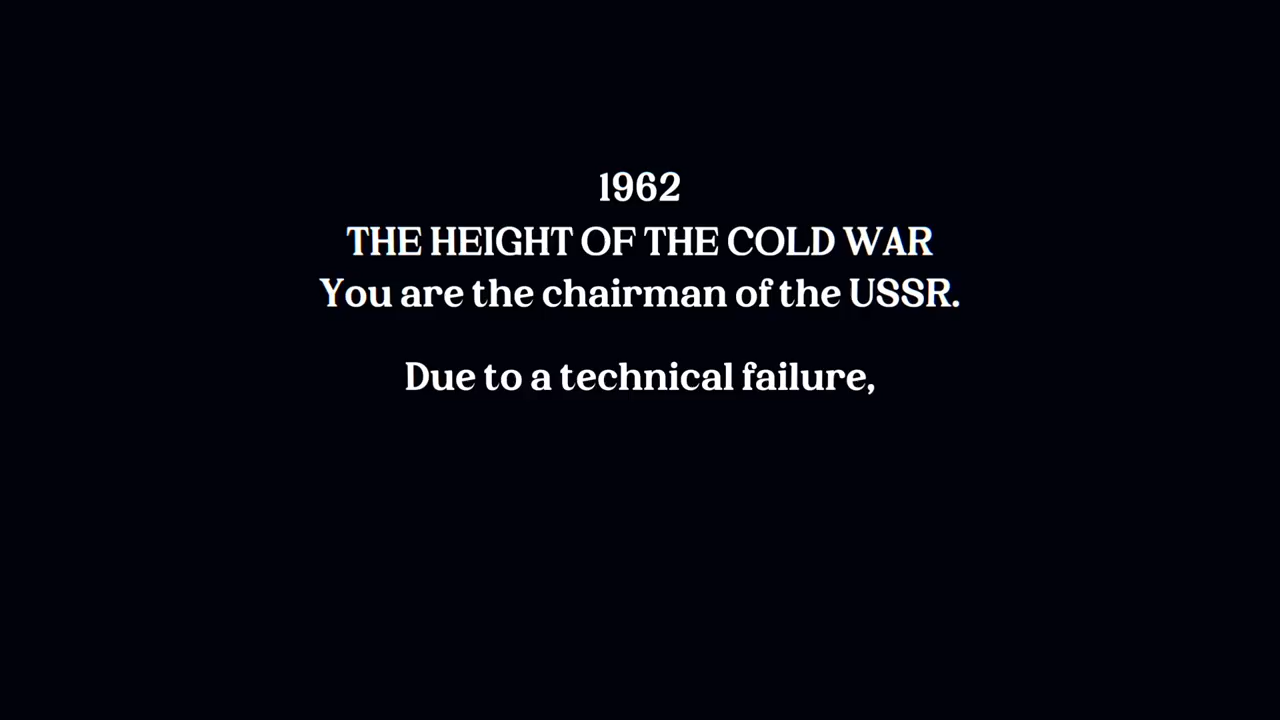 1962
THE HEIGHT OF THE COLD WAR
You are the chairman of the USSR.
Due to a technical failure,